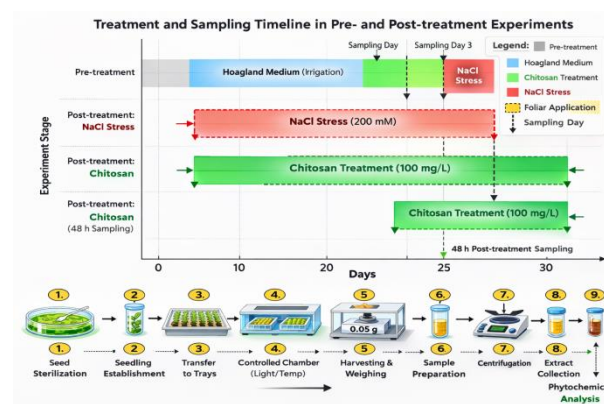 Treatment and Sampling Timeline in Pre- and Post-treatment Experiments
Sampling Day
Sampling Day 3
Legend:
Pre-treatment
Hoagland Medium
Chitosan Treatment
NaCl Stress
Foliar Application
Sampling Day
Experiment Stage
Pre-treatment:
Hoagland Medium (Irrigation)
NaCl
Stress
Post-treatment:
NaCl Stress
NaCl Stress (200 mM)
Post-treatment:
Chitosan
Chitosan Treatment (100 mg/L)
Post-treatment:
Chitosan
(48 h Sampling)
Chitosan Treatment (100 mg/L)
48 h Post-treatment Sampling
0
10
20
25
30
Days
1.
2
3.
4.
5
6.
7.
8.
9.
0.05 g
1.
2
3
4.
5
6.
7.
8.
Seed
Sterilization
Seedling
Establishment
Transfer
to Trays
Controlled Chamber
(Light/Temp)
Harvesting &
Weighing
Sample
Preparation
Centrifugation
Extract
Collection
Phytochemic
Analysis